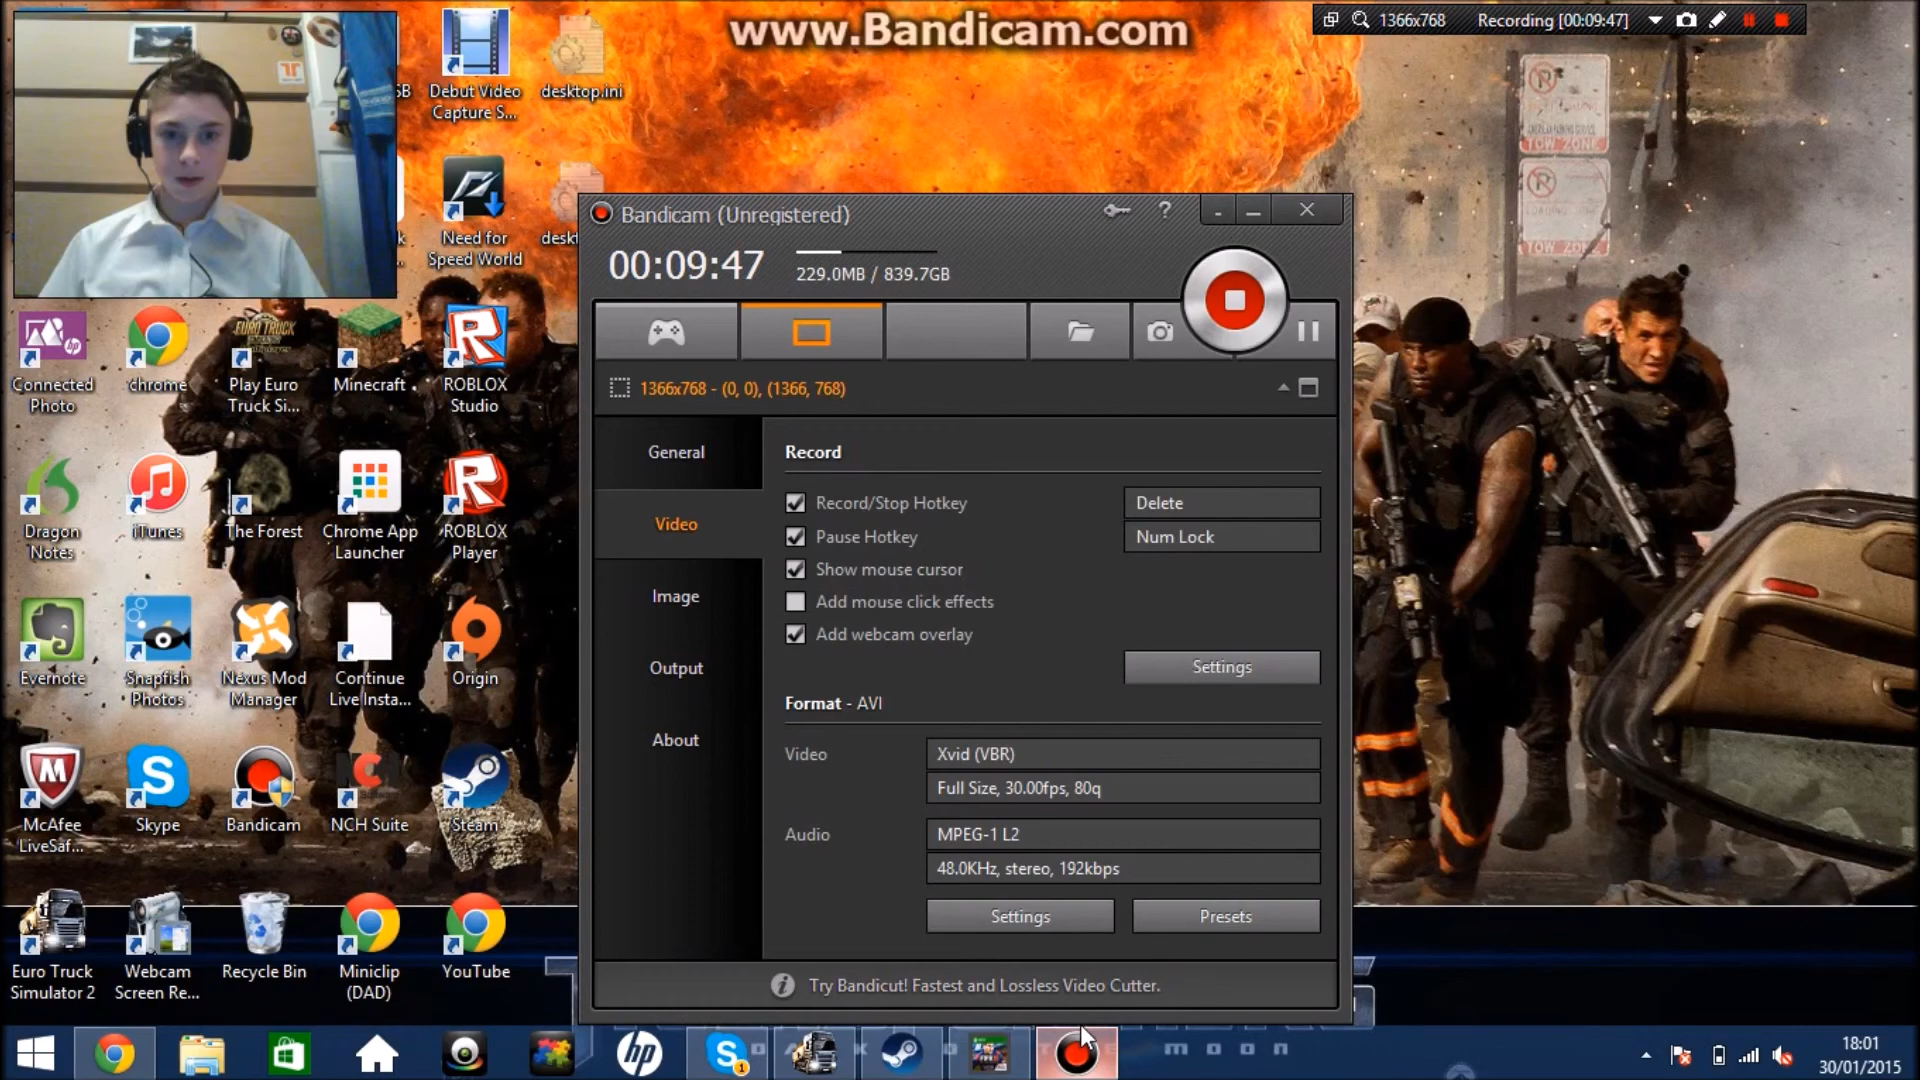 www.Bandicam.com
1366x768 Recording [00:09:47]
SB
Debut Video
Capture S...
desktop.ini
Need for
Speed World
Bandicam (Unregistered)
00:09:47
229.0MB / 839.7GB
1366x768 - (0, 0), (1366, 768)
Connected
Photo
chrome
Play Euro
Truck Si...
Minecraft
ROBLOX
Studio
Dragon
Notes
iTunes
The Forest
Chrome App
Launcher
ROBLOX
Player
Evernote
Snapfish
Photos
Nexus Mod
Manager
Continue
Live Insta...
Origin
McAfee
LiveSaf...
Skype
Bandicam
NCH Suite
Steam
Euro Truck
Simulator 2
Webcam
Screen Re...
Recycle Bin
Miniclip
(DAD)
YouTube
General
Video
Image
Output
About
Record
Record/Stop Hotkey Delete
Pause Hotkey Num Lock
Show mouse cursor
Add mouse click effects
Add webcam overlay
Settings
Format - AVI
Video Xvid (VBR)
Full Size, 30.00fps, 80q
Audio MPEG-1 L2
48.0KHz, stereo, 192kbps
Settings Presets
Try Bandicut! Fastest and Lossless Video Cutter.
TOW ZONE
TOW ZONE
18:01
30/01/2015